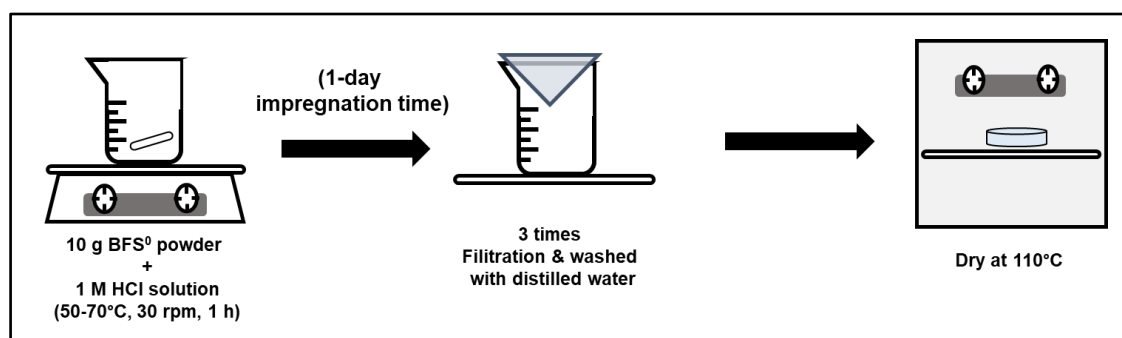 10 g BFS⁰ powder
+
1 M HCl solution
(50-70°C, 30 rpm, 1 h)
(1-day
impregnation time)
3 times
Filitration & washed
with distilled water
Dry at 110°C